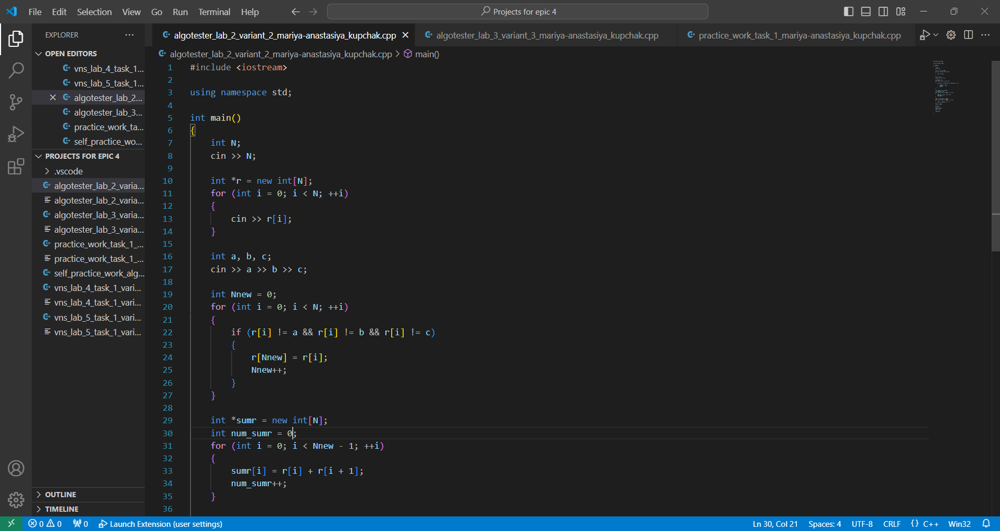 File Edit Selection View Go Run Terminal Help
Projects for epic 4
EXPLORER
OPEN EDITORS
vns_lab_4_task_1...
vns_lab_5_task_1...
algotester_lab_2...
algotester_lab_3...
practice_work_ta...
self_practice_wo...
PROJECTS FOR EPIC 4
.vscode
algotester_lab_2_varia...
algotester_lab_2_varia...
algotester_lab_3_varia...
algotester_lab_3_varia...
practice_work_task_1_...
practice_work_task_1_...
self_practice_work_alg...
vns_lab_4_task_1_vari...
vns_lab_4_task_1_vari...
vns_lab_5_task_1_vari...
vns_lab_5_task_1_vari...
OUTLINE
TIMELINE
algotester_lab_2_variant_2_mariya-anastasiya_kupchak.cpp algotester_lab_3_variant_3_mariya-anastasiya_kupchak.cpp practice_work_task_1_mariya-anastasiya_kupchak.cpp
algotester_lab_2_variant_2_mariya-anastasiya_kupchak.cpp > main()
1 #include <iostream>
2
3 using namespace std;
4
5 int main()
6 {
7 int N;
8 cin >> N;
9
10 int *r = new int[N];
11 for (int i = 0; i < N; ++i)
12 {
13 cin >> r[i];
14 }
15
16 int a, b, c;
17 cin >> a >> b >> c;
18
19 int Nnew = 0;
20 for (int i = 0; i < N; ++i)
21 {
22 if (r[i] != a && r[i] != b && r[i] != c)
23 {
24 r[Nnew] = r[i];
25 Nnew++;
26 }
27 }
28
29 int *sumr = new int[N];
30 int num_sumr = 0;
31 for (int i = 0; i < Nnew - 1; ++i)
32 {
33 sumr[i] = r[i] + r[i + 1];
34 num_sumr++;
35 }
36
0 0 0 Launch Extension (user settings) Ln 30, Col 21 Spaces: 4 UTF-8 CRLF {} C++ Win32